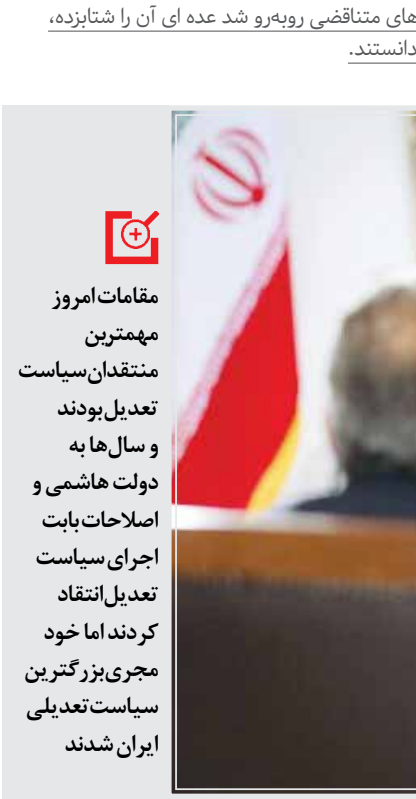 های متناقضی روبه‌رو شد عده ای آن را شتابزده،
دانستند.
مقامات امروز
مهمترین
منتقدان سیاست
تعدیل بودند
و سال‌ها به
دولت هاشمی و
اصلاحات بابت
اجرای سیاست
تعدیل انتقاد
کردند اما خود
مجری بزرگترین
سیاست تعدیلی
ایران شدند